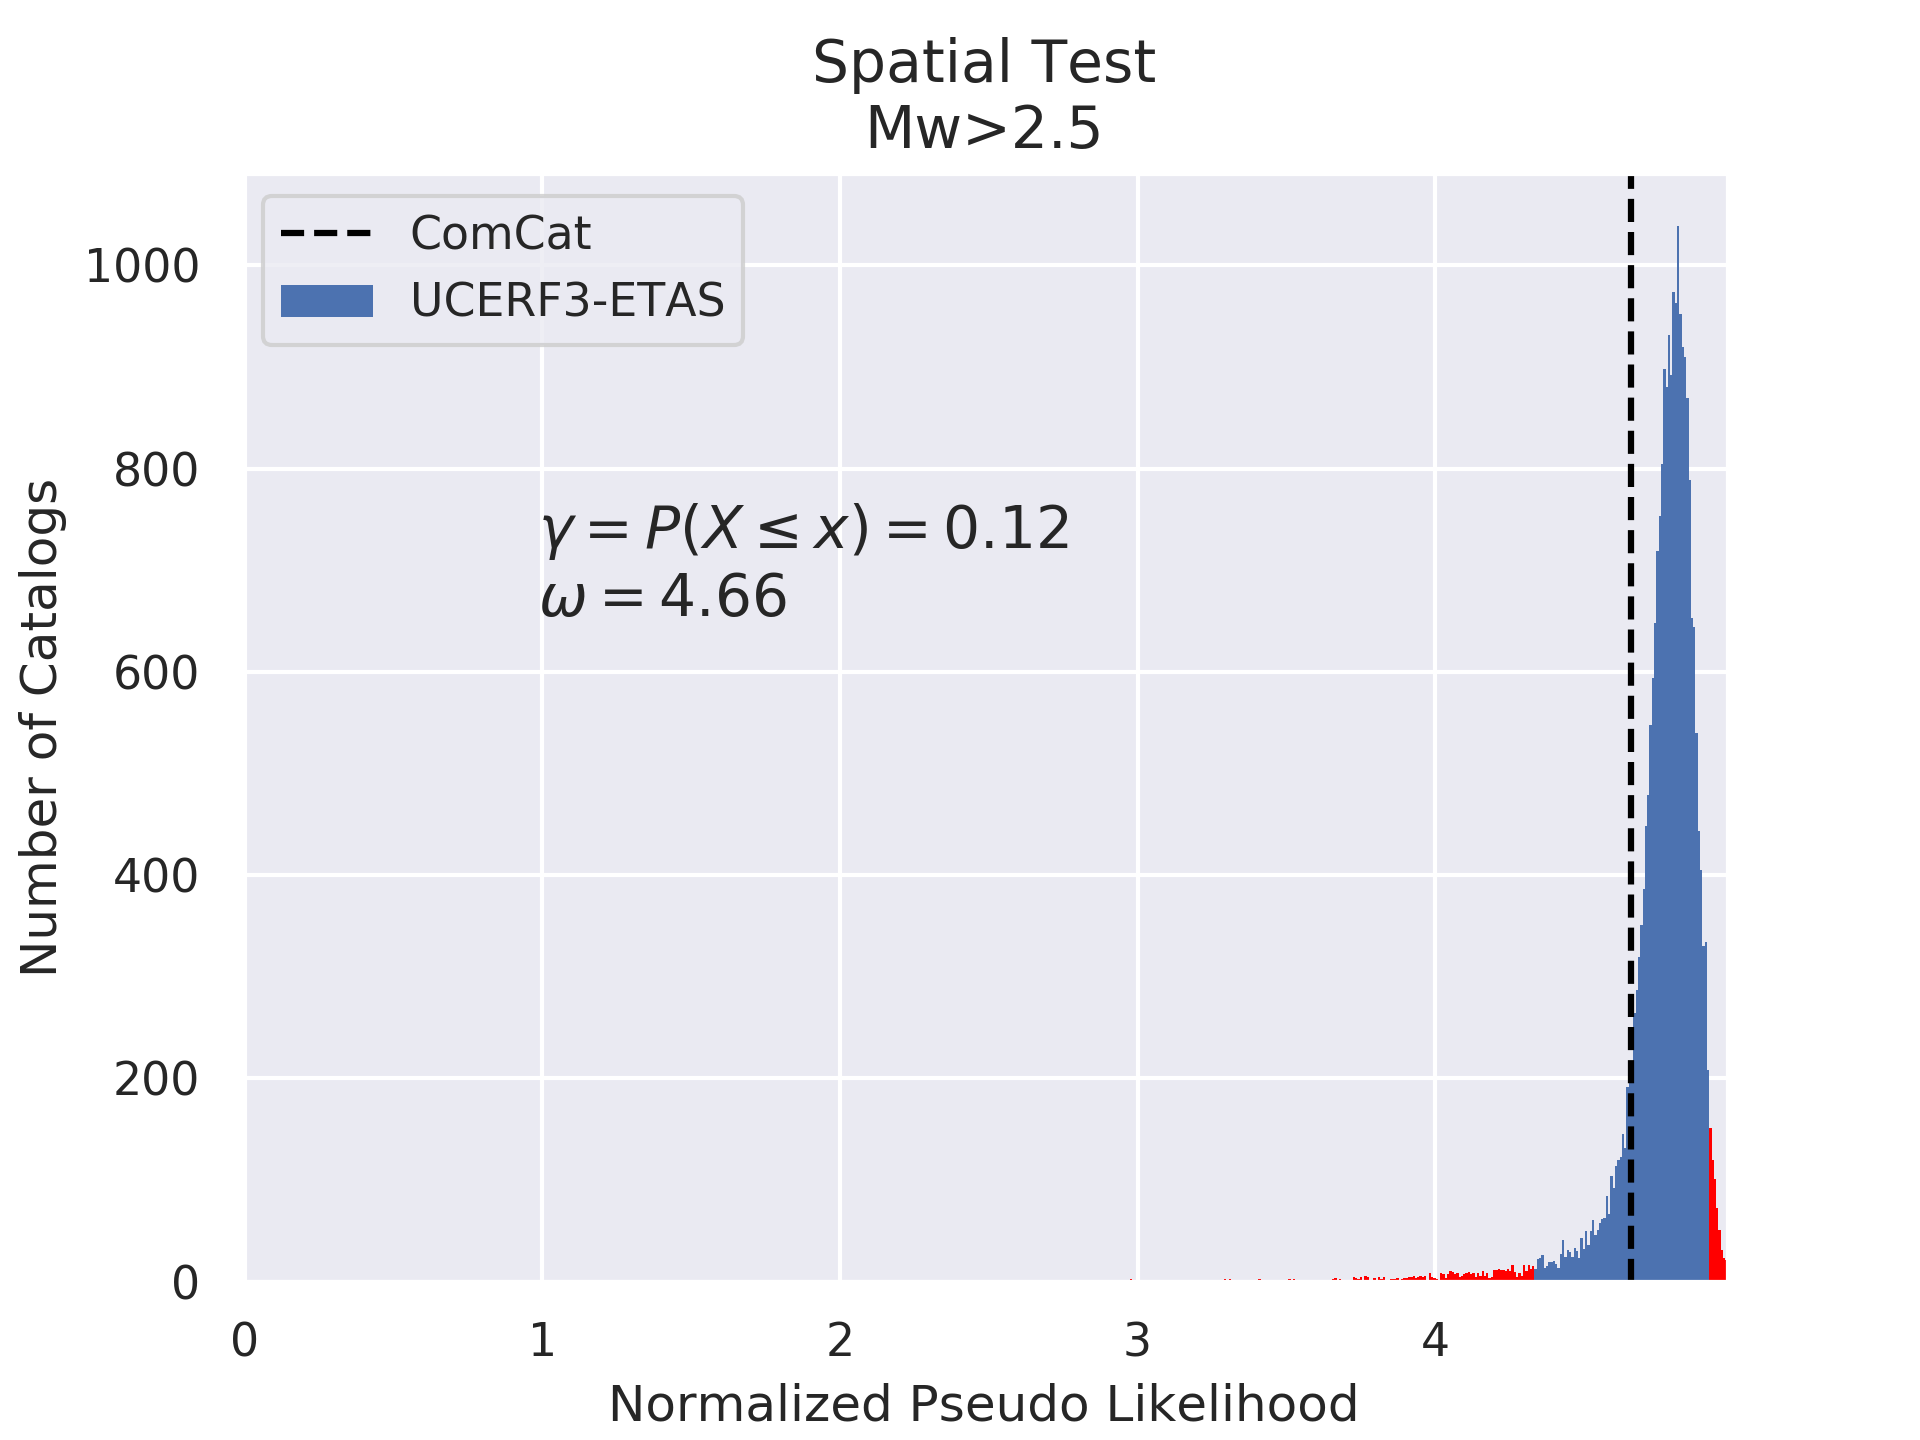 Spatial Test
Mw>2.5
ComCat
UCERF3-ETAS
1000
800
600
400
200
0
γ = P(X ≤ x) = 0.12
ω = 4.66
Number of Catalogs
0 1 2 3 4
Normalized Pseudo Likelihood